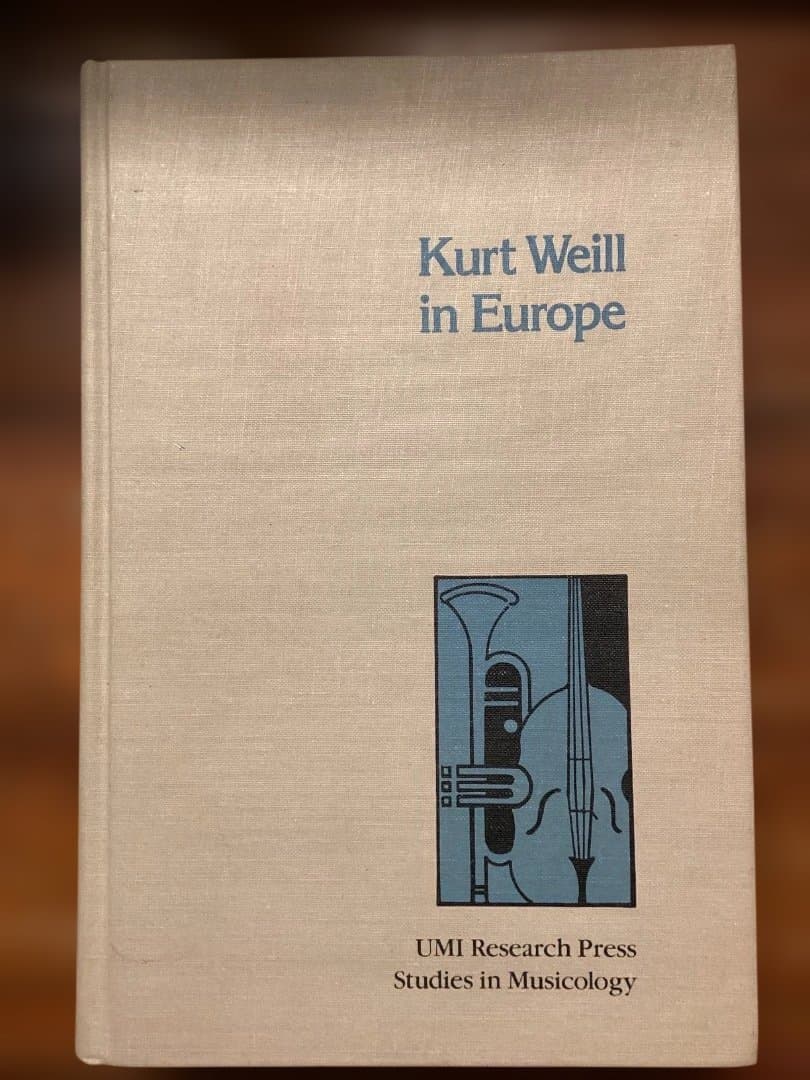 Kurt Weill
in Europe
UMI Research Press
Studies in Musicology